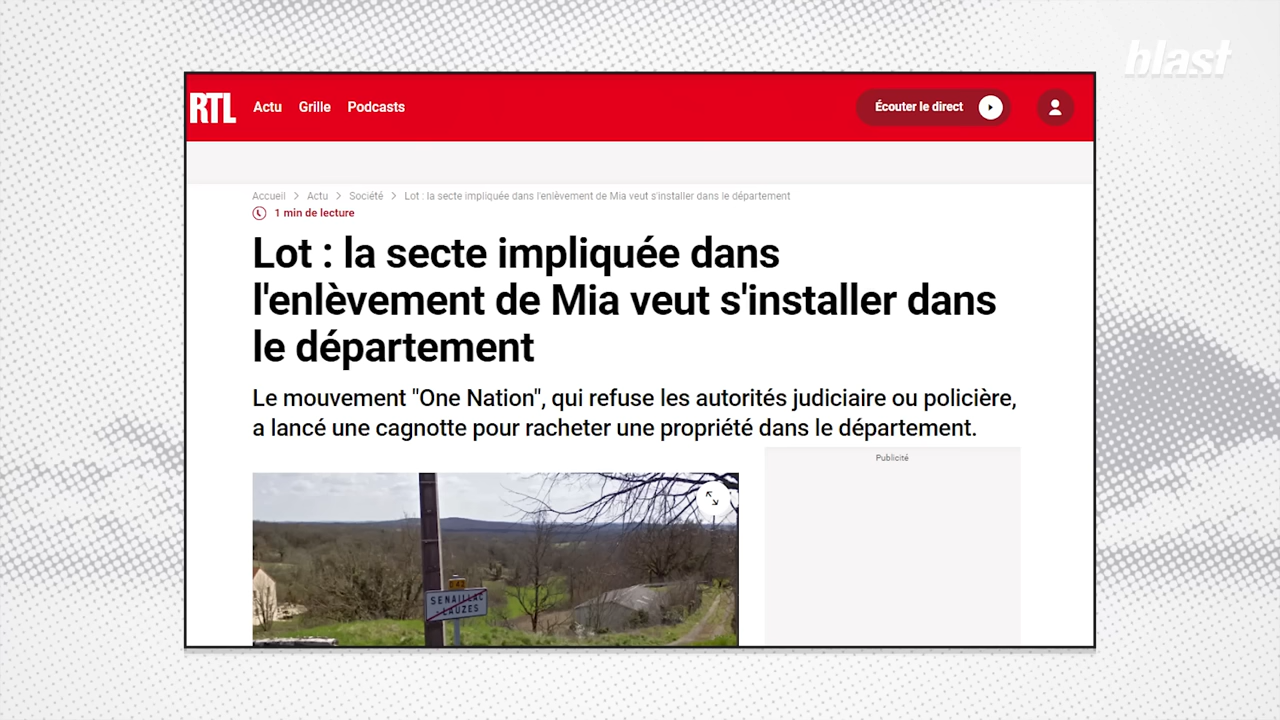 blast
RTL
Actu
Grille
Podcasts
Écouter le direct
Accueil > Actu > Société > Lot : la secte impliquée dans l'enlèvement de Mia veut s'installer dans le département
1 min de lecture
Lot : la secte impliquée dans
l'enlèvement de Mia veut s'installer dans
le département
Le mouvement "One Nation", qui refuse les autorités judiciaire ou policière,
a lancé une cagnotte pour racheter une propriété dans le département.
Publicité
SENAILLAC
-LAUZES